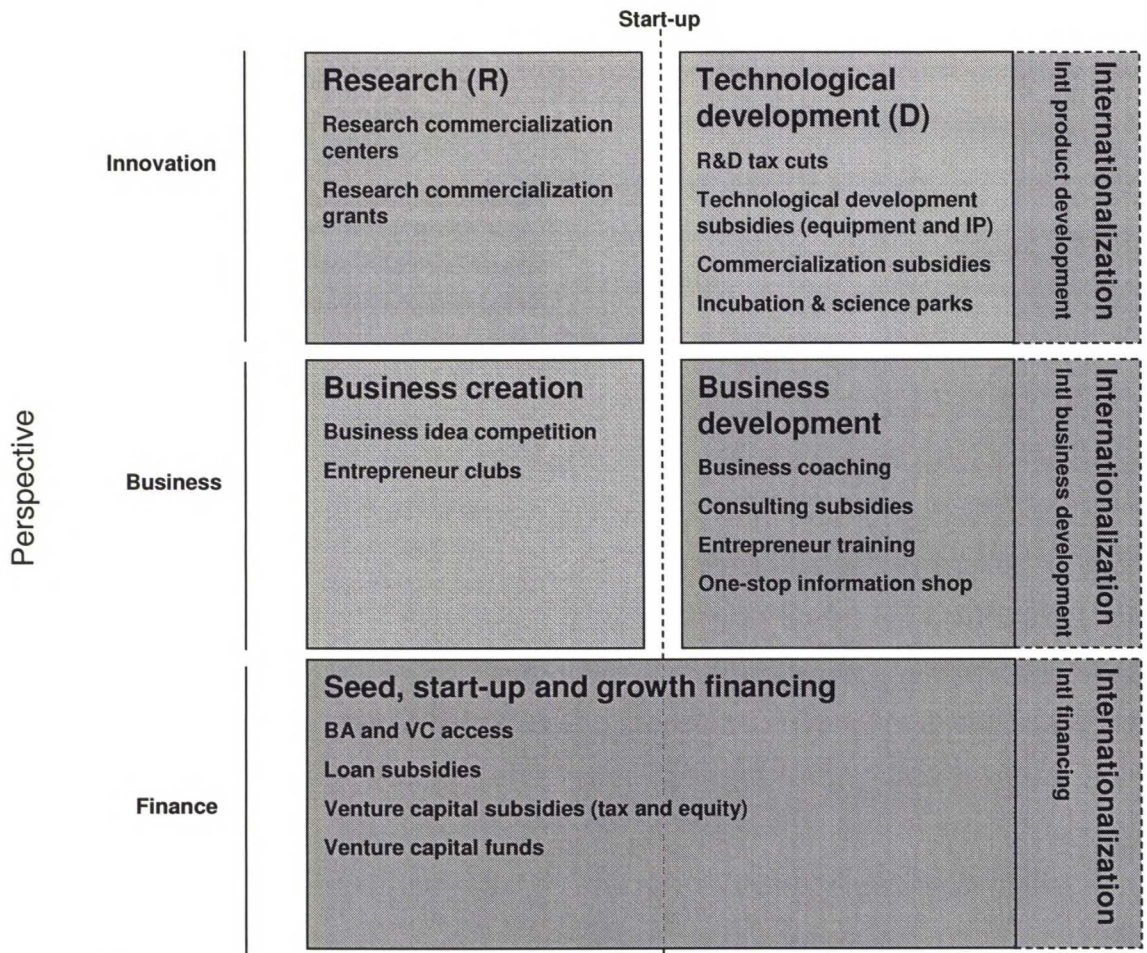 Start-up
Perspective
Innovation
Research (R)
Research commercialization
centers
Research commercialization
grants
Technological
development (D)
R&D tax cuts
Technological development
subsidies (equipment and IP)
Commercialization subsidies
Incubation & science parks
Internationalization
Intl product development
Business
Business creation
Business idea competition
Entrepreneur clubs
Business
development
Business coaching
Consulting subsidies
Entrepreneur training
One-stop information shop
Internationalization
Intl business development
Finance
Seed, start-up and growth financing
BA and VC access
Loan subsidies
Venture capital subsidies (tax and equity)
Venture capital funds
Internationalization
Intl financing